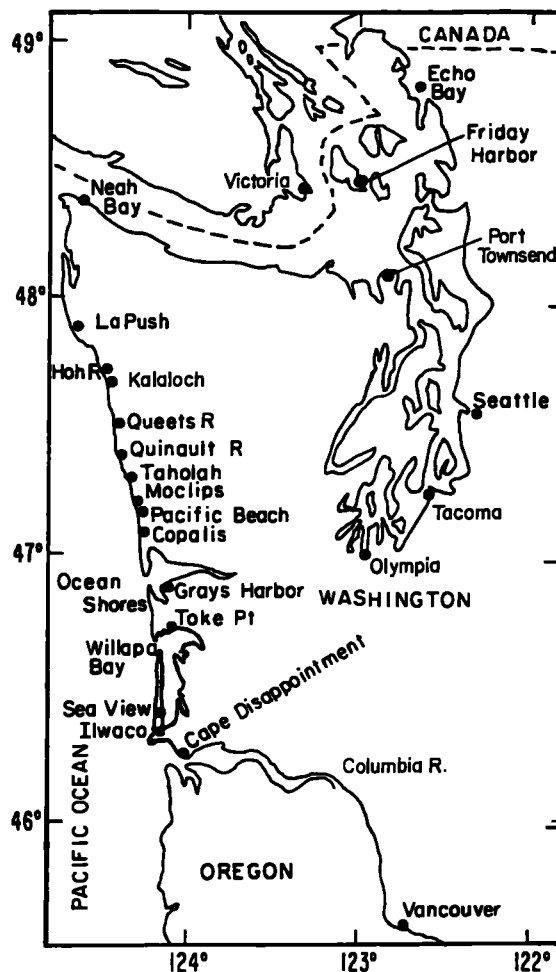 49°
CANADA
Echo
Bay
Friday
Harbor
Victoria
Neah
Bay
Port
Townsend
48°
La Push
Hoh R
Kalaloch
Queets R
Seattle
Quinault R
Taholah
Moclips
Pacific Beach
Copalis
Tacoma
47°
Olympia
Ocean
Shores
Grays Harbor
WASHINGTON
Toke Pt
Willapa
Bay
Cape Disappointment
Sea View
Ilwaco
Columbia R.
PACIFIC OCEAN
46°
OREGON
Vancouver
124°
123°
122°